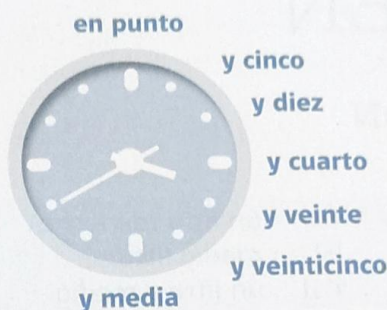 en punto
y cinco
y diez
y cuarto
y veinte
y veinticinco
y media